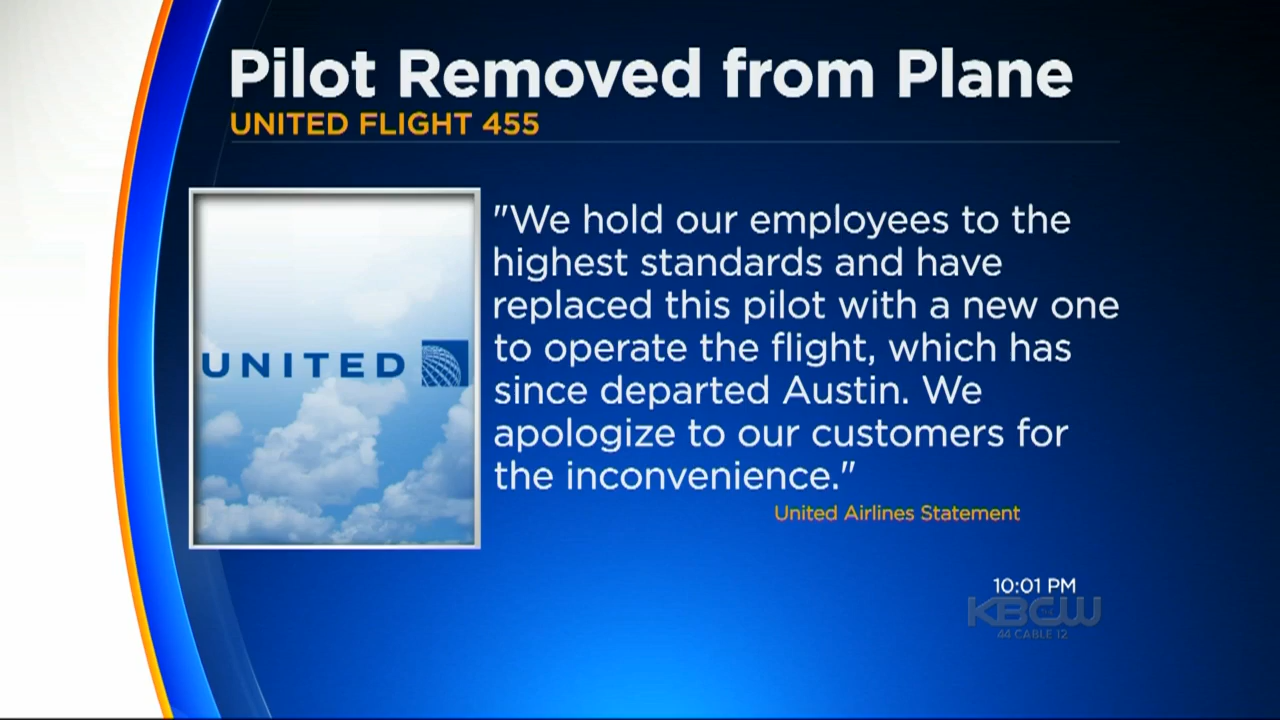 Pilot Removed from Plane
UNITED FLIGHT 455
UNITED
"We hold our employees to the
highest standards and have
replaced this pilot with a new one
to operate the flight, which has
since departed Austin. We
apologize to our customers for
the inconvenience."
United Airlines Statement
10:01 PM
KBCW
44 CABLE 12